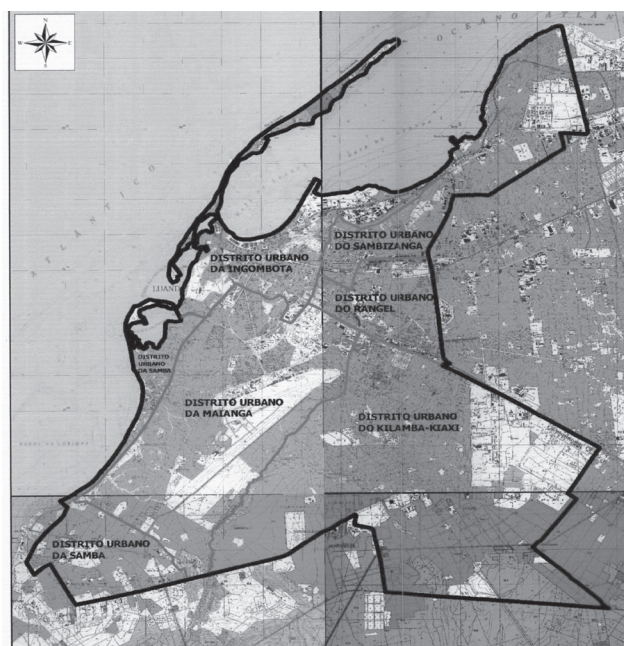 N
W E
S
OCEANO ATLAN
ATLANTICO
DISTRITO URBANO
DO SAMBIZANGA
DISTRITO URBANO
DA INGOMBOTA
LUAND
DISTRITO URBANO
DO RANGEL
DISTRITO
URBANO
DA SAMBA
DISTRITO URBANO
DA MAIANGA
DISTRITO URBANO
DO KILAMBA-KIAXI
DISTRITO URBANO
DA SAMBA